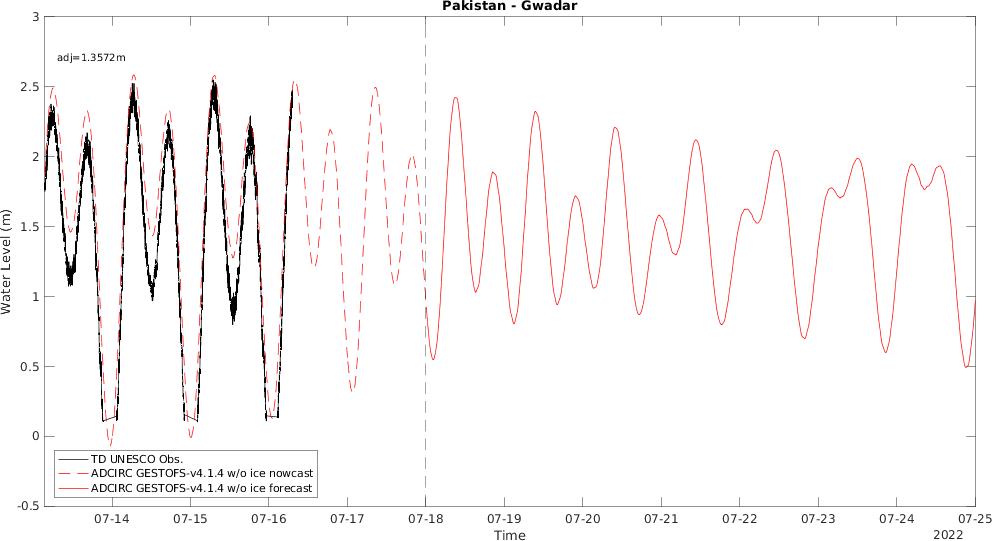 Pakistan - Gwadar
adj=1.3572m
Water Level (m)
3
2.5
2
1.5
1
0.5
0
-0.5
TD UNESCO Obs.
ADCIRC GESTOFS-v4.1.4 w/o ice nowcast
ADCIRC GESTOFS-v4.1.4 w/o ice forecast
07-14 07-15 07-16 07-17 07-18 07-19 07-20 07-21 07-22 07-23 07-24 07-25
Time
2022